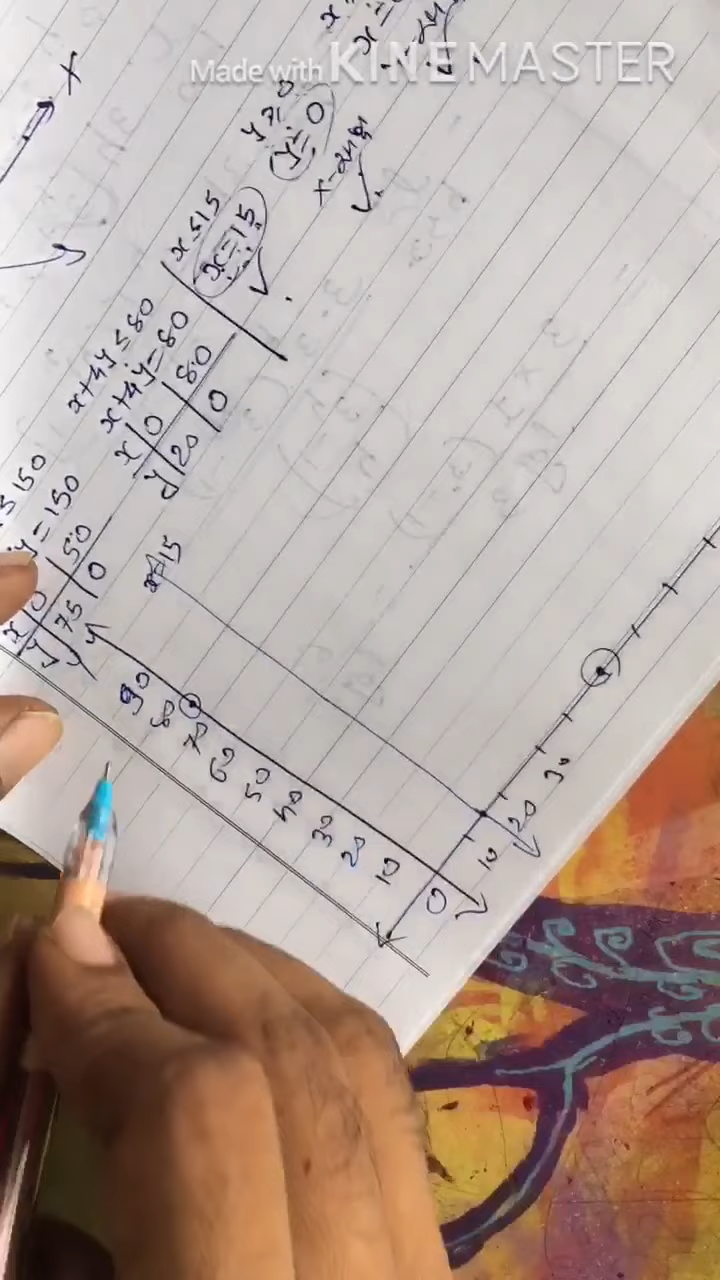 Made with KINEMASTER
≤ 150
y = 150
x 0 50
y 75 0
x+4y ≤ 80
x+4y = 80
x 0 80
y 20 0
x ≤ 15
x = 15
y ≥ 0
y = 0
x
x = 15
y
90
80
70
60
50
40
30
20
10
0
10
20
30